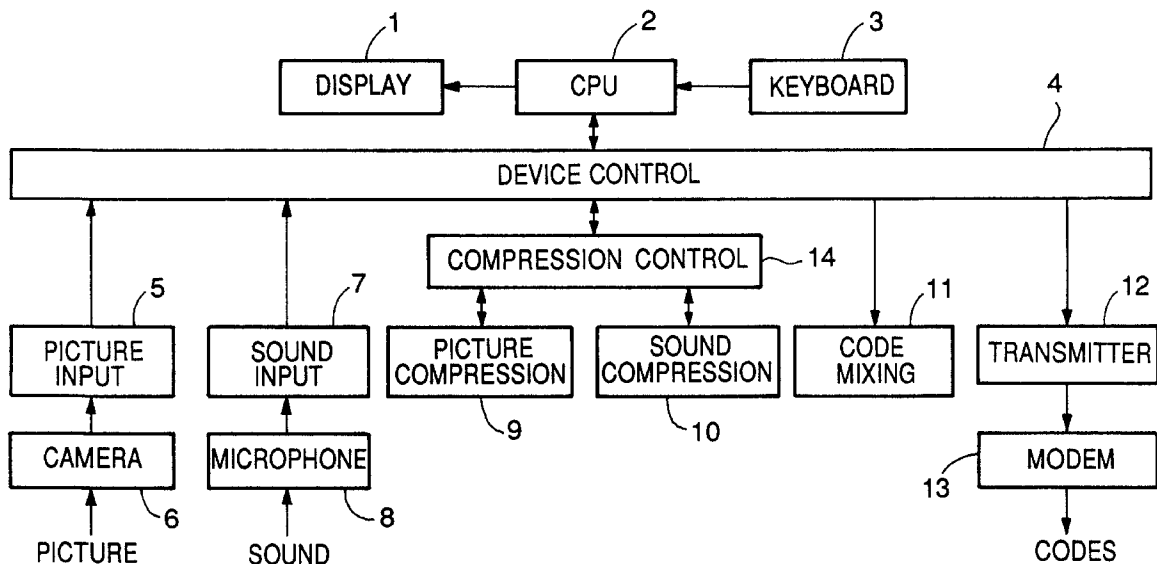 1
2
3
DISPLAY
CPU
KEYBOARD
4
DEVICE CONTROL
COMPRESSION CONTROL
14
5
7
11
12
PICTURE
INPUT
SOUND
INPUT
PICTURE
COMPRESSION
SOUND
COMPRESSION
CODE
MIXING
TRANSMITTER
9
10
CAMERA
MICROPHONE
MODEM
13
6
8
PICTURE
SOUND
CODES